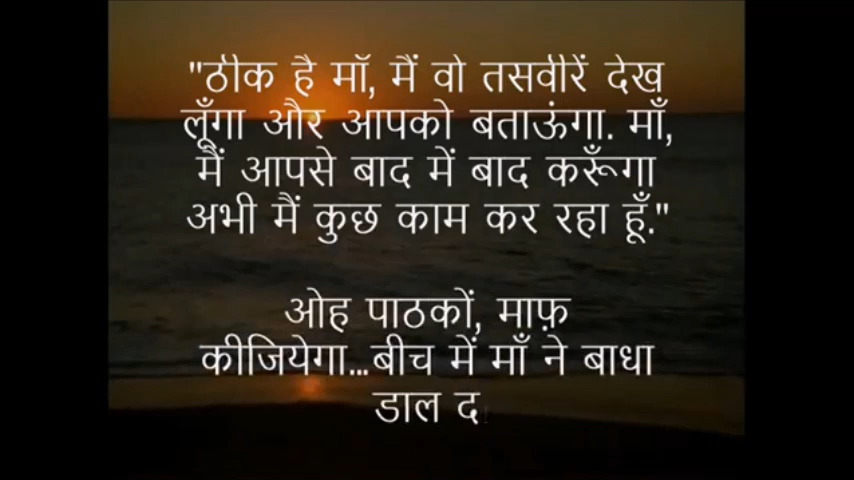 "ठीक है मॉ, मैं वो तसवीरें देख
लूँगा और आपको बताऊंगा. माँ,
मैं आपसे बाद में बाद करूँगा
अभी मैं कुछ काम कर रहा हूँ."
ओह पाठकों, माफ़
कीजियेगा...बीच में माँ ने बाधा
डाल द